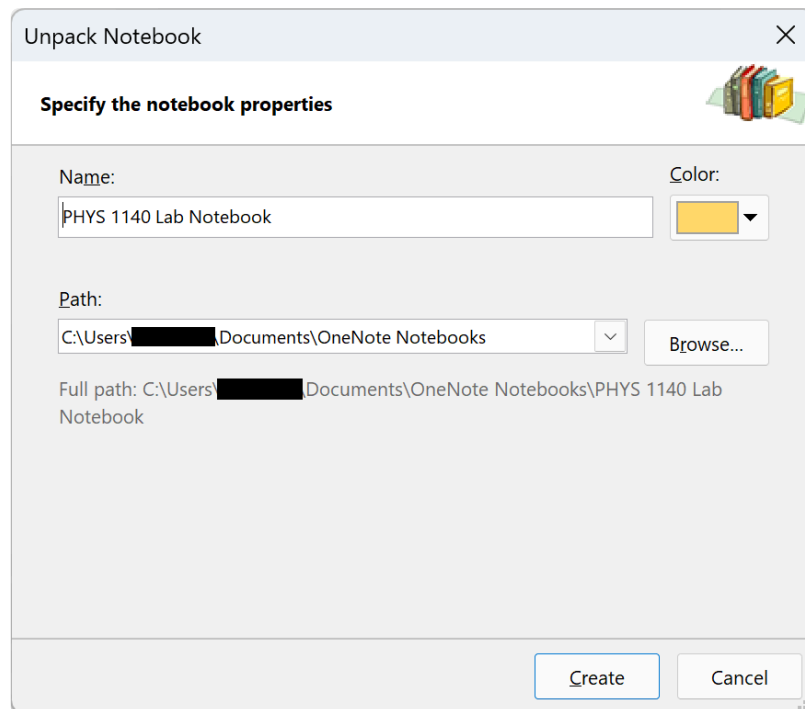 Unpack Notebook
Specify the notebook properties
Name:
Color:
PHYS 1140 Lab Notebook
Path:
C:\Users\ \Documents\OneNote Notebooks
Browse...
Full path: C:\Users\ \Documents\OneNote Notebooks\PHYS 1140 Lab
Notebook
Create
Cancel